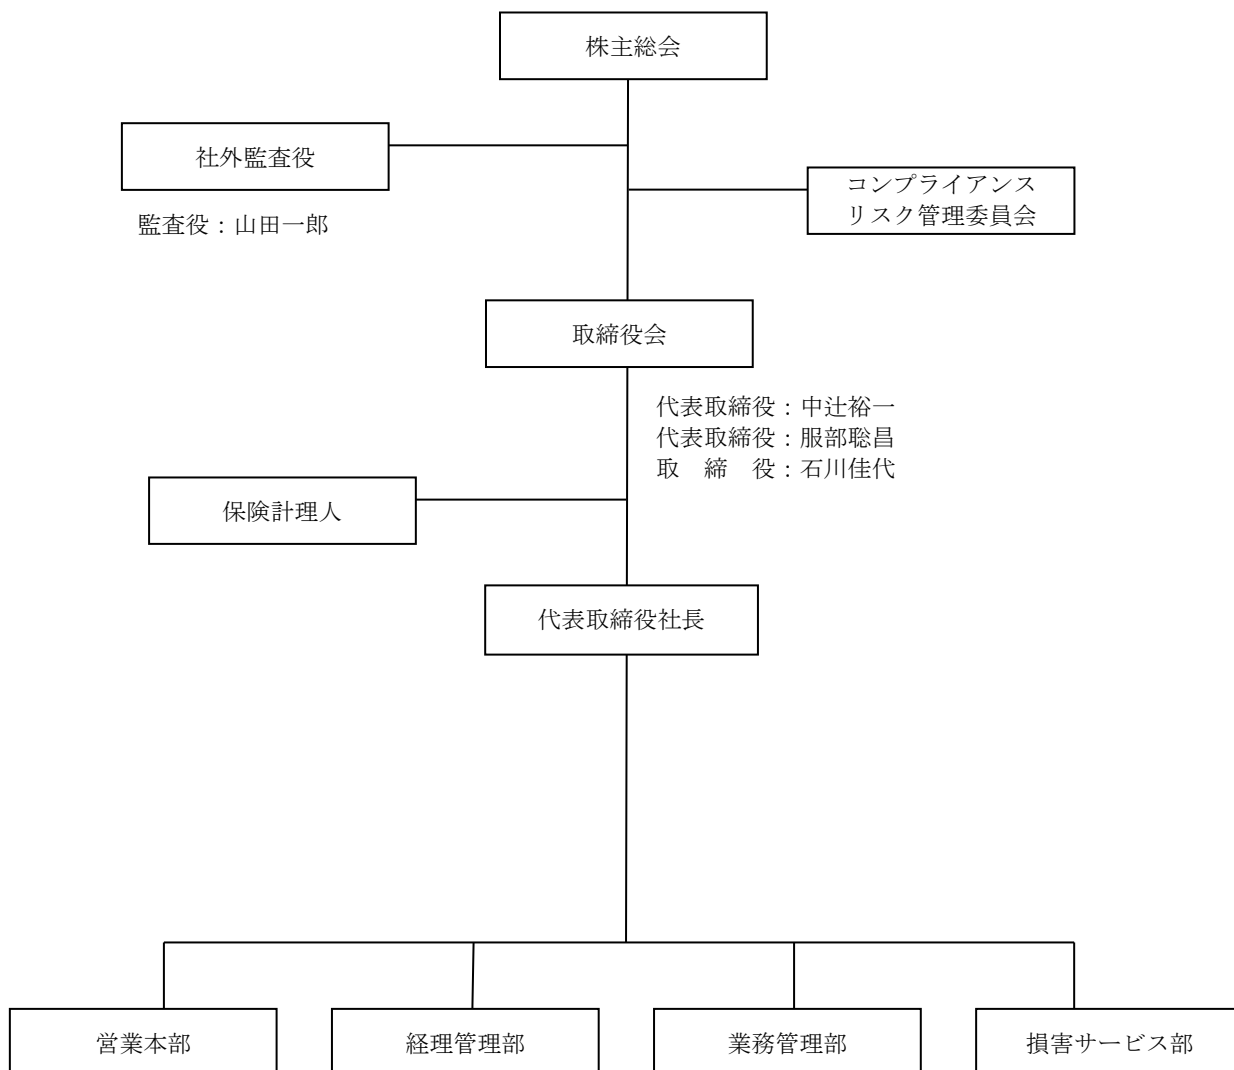 株主総会
社外監査役
コンプライアンス
リスク管理委員会
監査役：山田一郎
取締役会
代表取締役：中辻裕一
代表取締役：服部聡昌
取　締　役：石川佳代
保険計理人
代表取締役社長
営業本部
経理管理部
業務管理部
損害サービス部